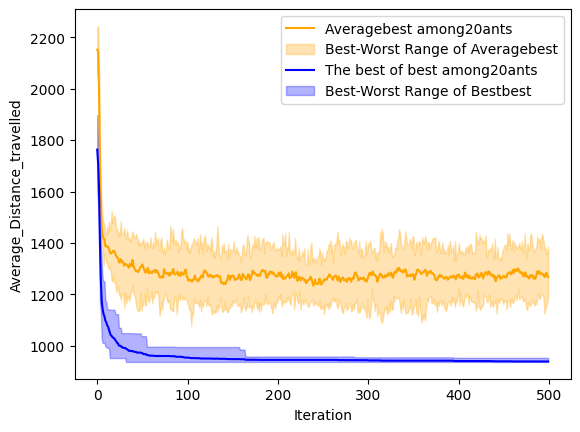 2200
2000
1800
1600
1400
1200
1000
0
100
200
300
400
500
Average_Distance_travelled
Iteration
Averagebest among20ants
Best-Worst Range of Averagebest
The best of best among20ants
Best-Worst Range of Bestbest